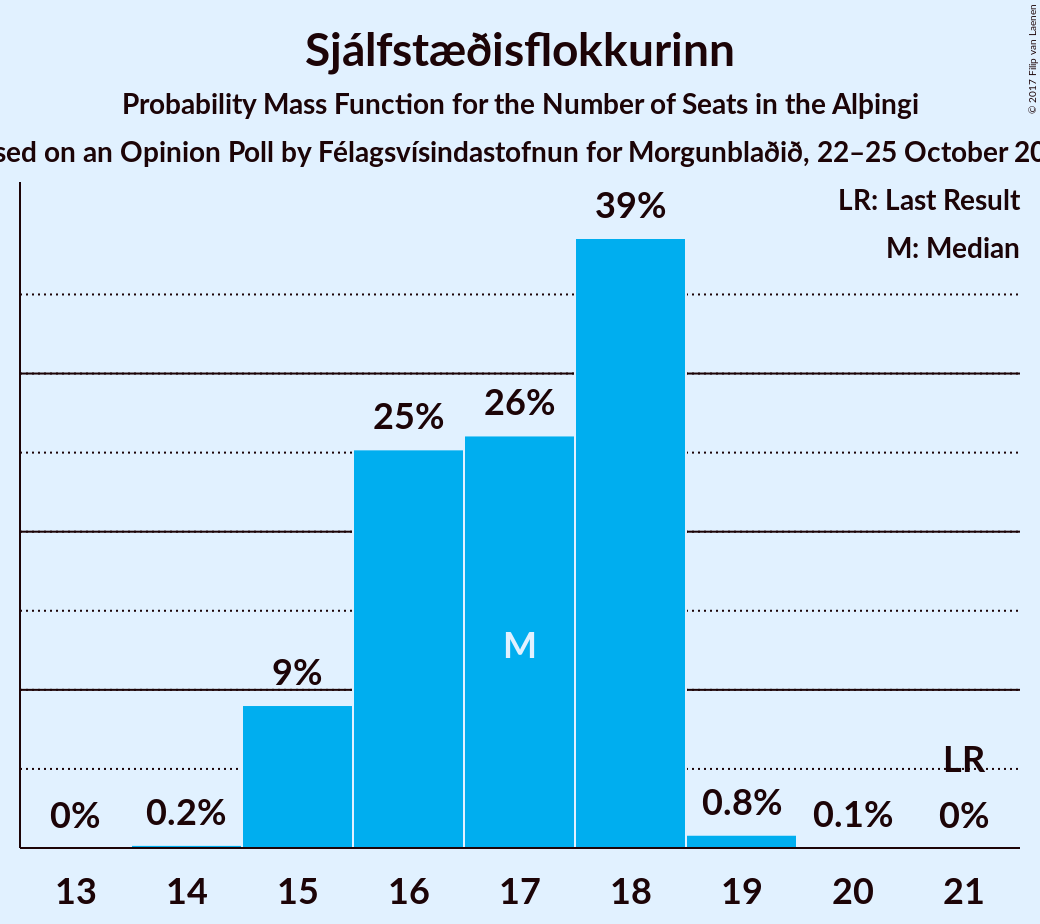 Sjálfstæðisflokkurinn
Probability Mass Function for the Number of Seats in the Alþingi
sed on an Opinion Poll by Félagsvísindastofnun for Morgunblaðið, 22–25 October 20
© 2017 Filip van Laenen
LR: Last Result
M: Median
39%
26%
25%
M
9%
LR
0%
0.2%
0.8%
0.1%
0%
13 14 15 16 17 18 19 20 21